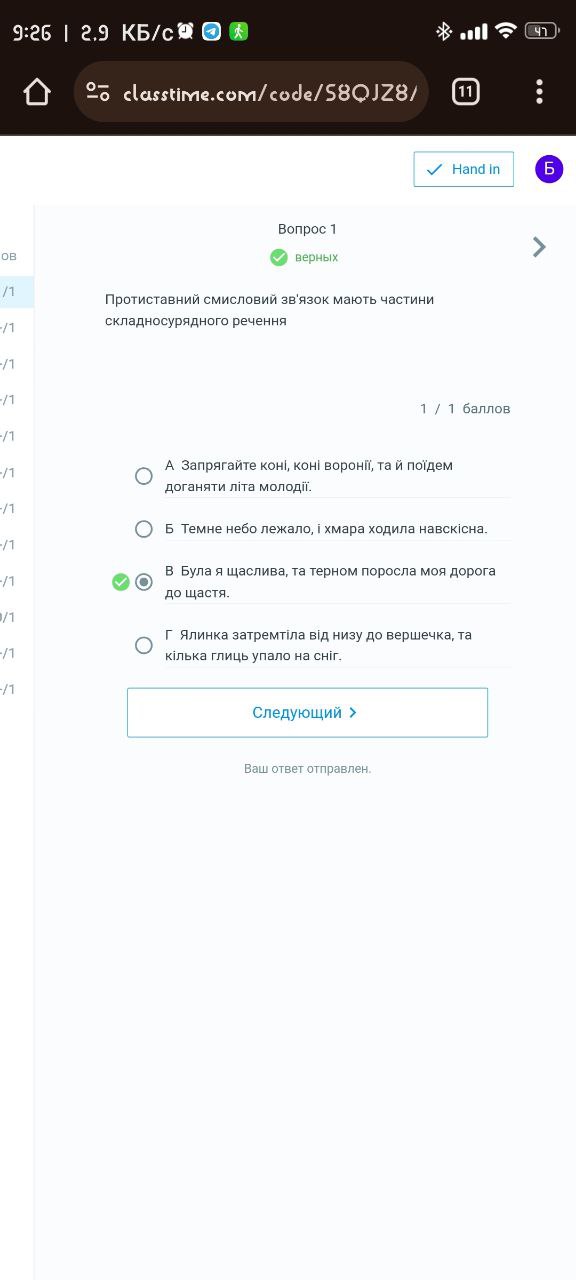 9:26 | 2.9 КБ/с
47
classtime.com/code/S8QJZ8/
11
Hand in
Б
Вопрос 1
верных
ов
/1
-/1
-/1
-/1
-/1
-/1
-/1
-/1
-/1
/1
-/1
-/1
Протиставний смисловий зв'язок мають частини
складносурядного речення
1 / 1 баллов
А Запрягайте коні, коні воронії, та й поїдем
доганяти літа молодії.
Б Темне небо лежало, і хмара ходила навскісна.
В Була я щаслива, та терном поросла моя дорога
до щастя.
Г Ялинка затремтіла від низу до вершечка, та
кілька глиць упало на сніг.
Следующий
Ваш ответ отправлен.